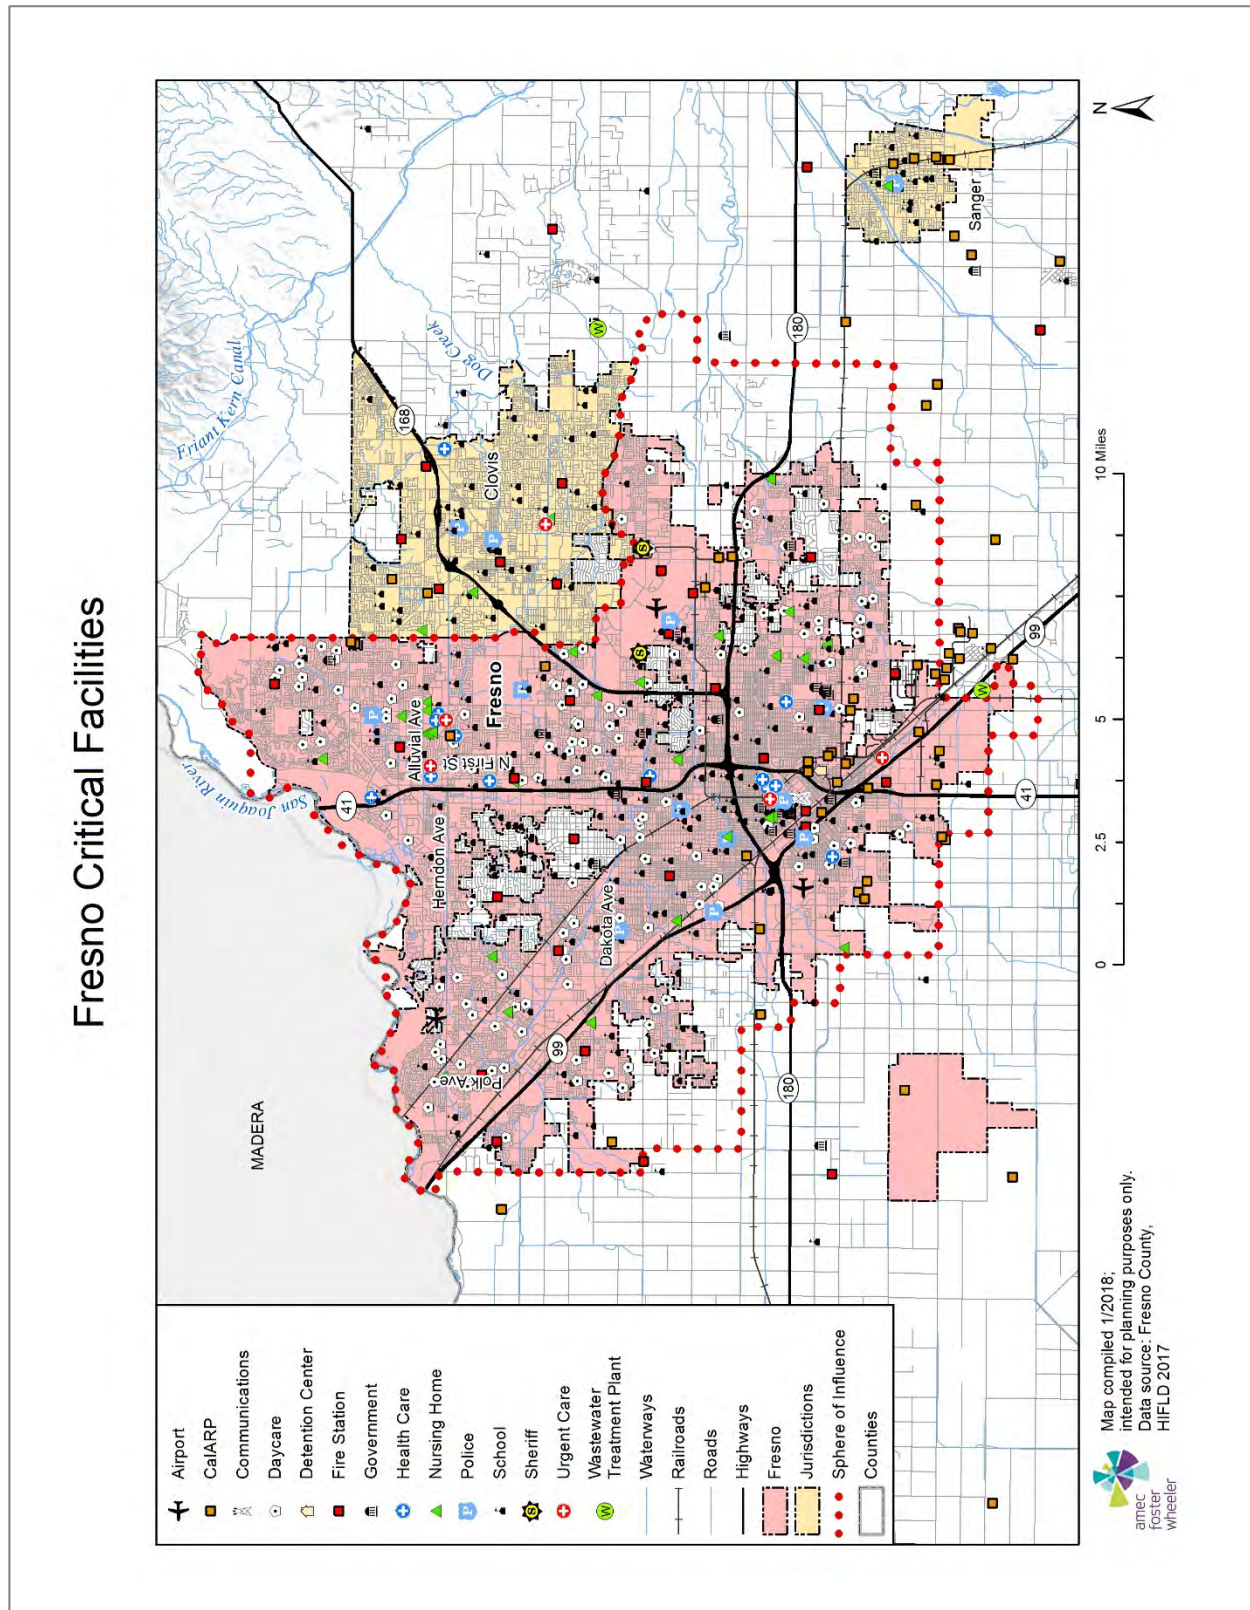 Fresno Critical Facilities
MADERA
San Joaquin River
Friant Kern Canal
Dog Creek
168
41
Alluvial Ave
Herndon Ave
N First St
Fresno
Clovis
Polk Ave
99
Dakota Ave
180
180
Sanger
99
41
Airport
CalARP
Communications
Daycare
Detention Center
Fire Station
Government
Health Care
Nursing Home
Police
School
Sheriff
Urgent Care
Wastewater
Treatment Plant
Waterways
Railroads
Roads
Highways
Fresno
Jurisdictions
Sphere of Influence
Counties
amec
foster
wheeler
Map compiled 1/2018;
intended for planning purposes only.
Data source: Fresno County,
HIFLD 2017
0 2.5 5 10 Miles
N